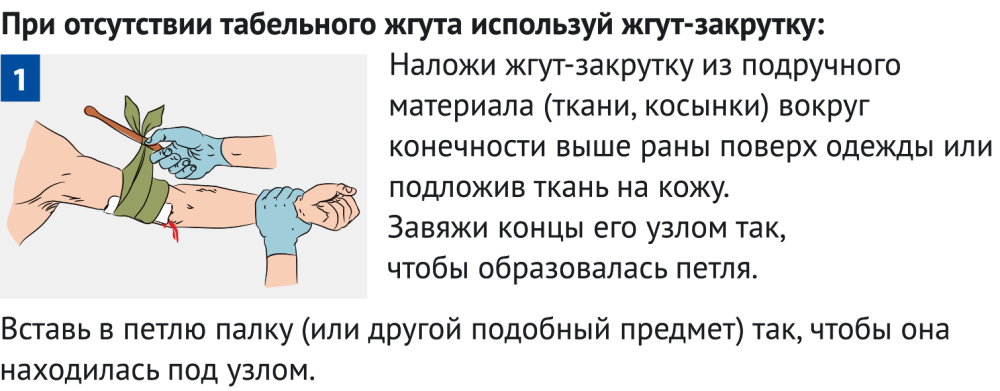 При отсутствии табельного жгута используй жгут-закрутку:
1
Наложи жгут-закрутку из подручного
материала (ткани, косынки) вокруг
конечности выше раны поверх одежды или
подложив ткань на кожу.
Завяжи концы его узлом так,
чтобы образовалась петля.
Вставь в петлю палку (или другой подобный предмет) так, чтобы она
находилась под узлом.